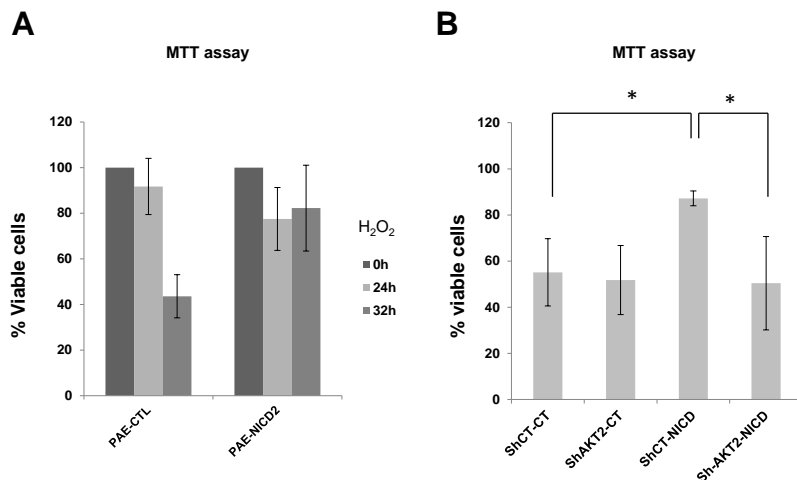 A
MTT assay
% Viable cells
120
100
80
60
40
20
0
PAE-CTL
PAE-NICD2
H₂O₂
0h
24h
32h
B
MTT assay
% viable cells
120
100
80
60
40
20
0
*
*
ShCT-CT
ShAKT2-CT
ShCT-NICD
Sh-AKT2-NICD